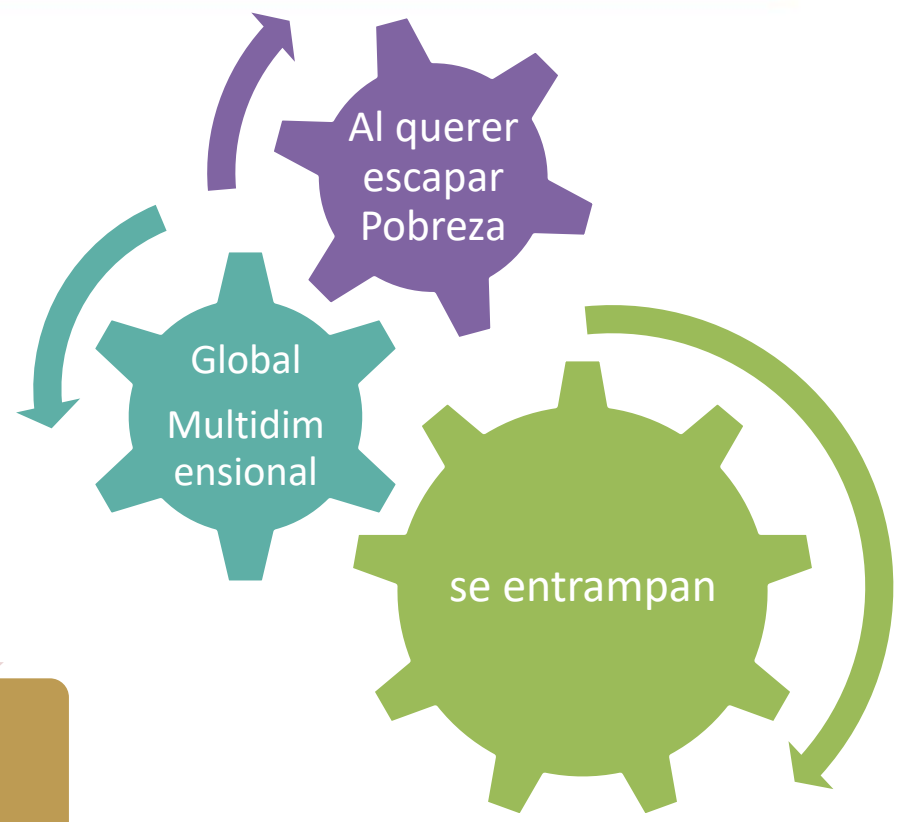 Al querer
escapar
Pobreza
Global
Multidim
ensional
se entrampan